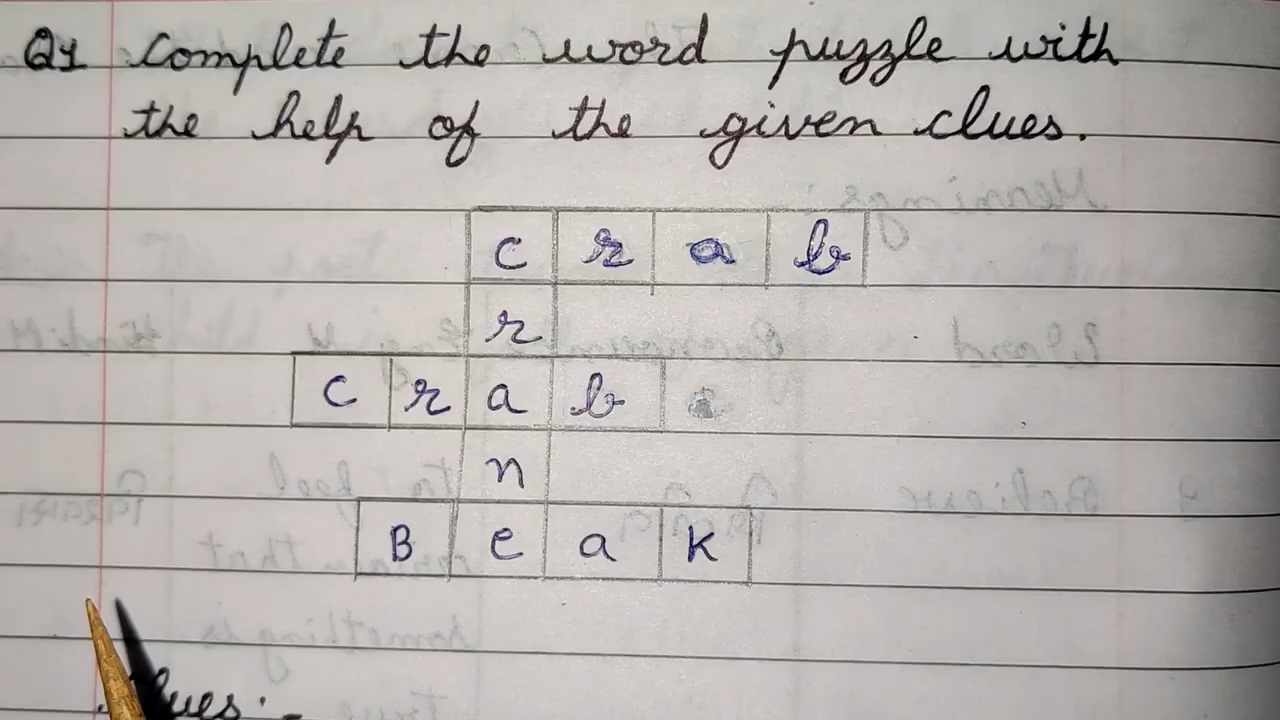 Q1 Complete the word puzzle with
the help of the given clues.
c r a b
r
c r a b
n
B e a k